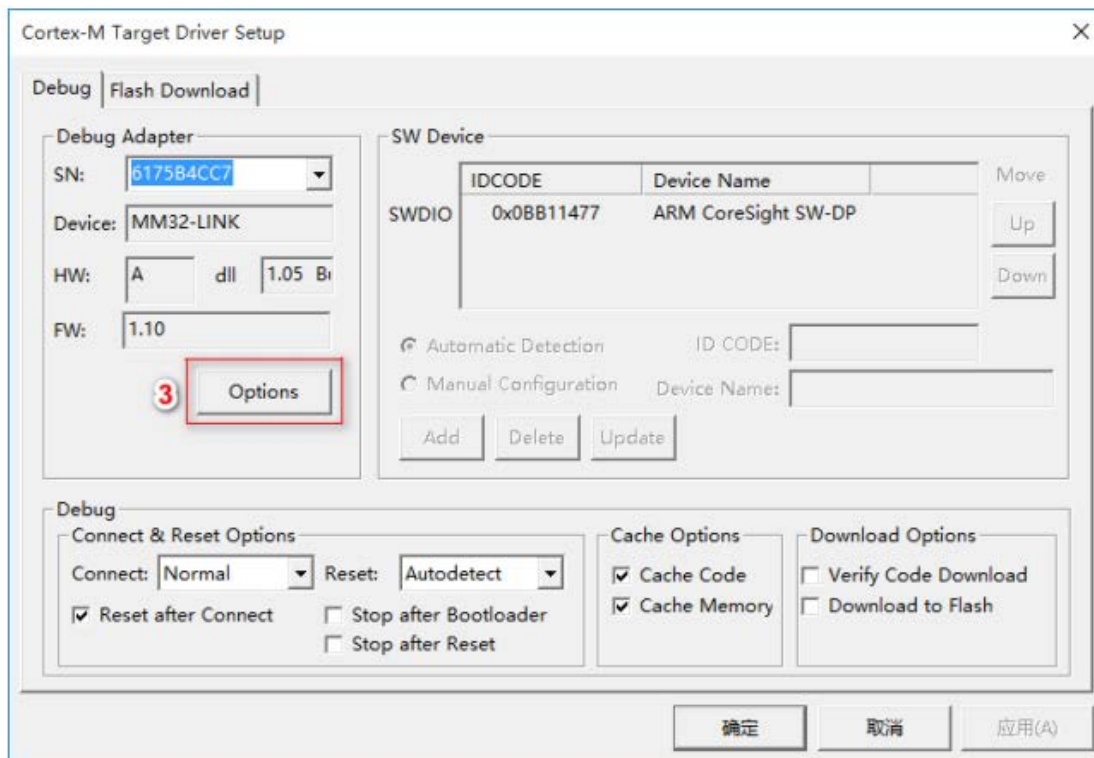 Cortex-M Target Driver Setup
Debug
Flash Download
Debug Adapter
SN: 6175B4CC7
Device: MM32-LINK
HW: A dll 1.05
FW: 1.10
3 Options
SW Device
IDCODE Device Name
SWDIO 0x0BB11477 ARM CoreSight SW-DP
Move
Up
Down
Automatic Detection
Manual Configuration
ID CODE:
Device Name:
Add Delete Update
Debug
Connect & Reset Options
Connect: Normal Reset: Autodetect
Reset after Connect
Stop after Bootloader
Stop after Reset
Cache Options
Cache Code
Cache Memory
Download Options
Verify Code Download
Download to Flash
确定 取消 应用(A)